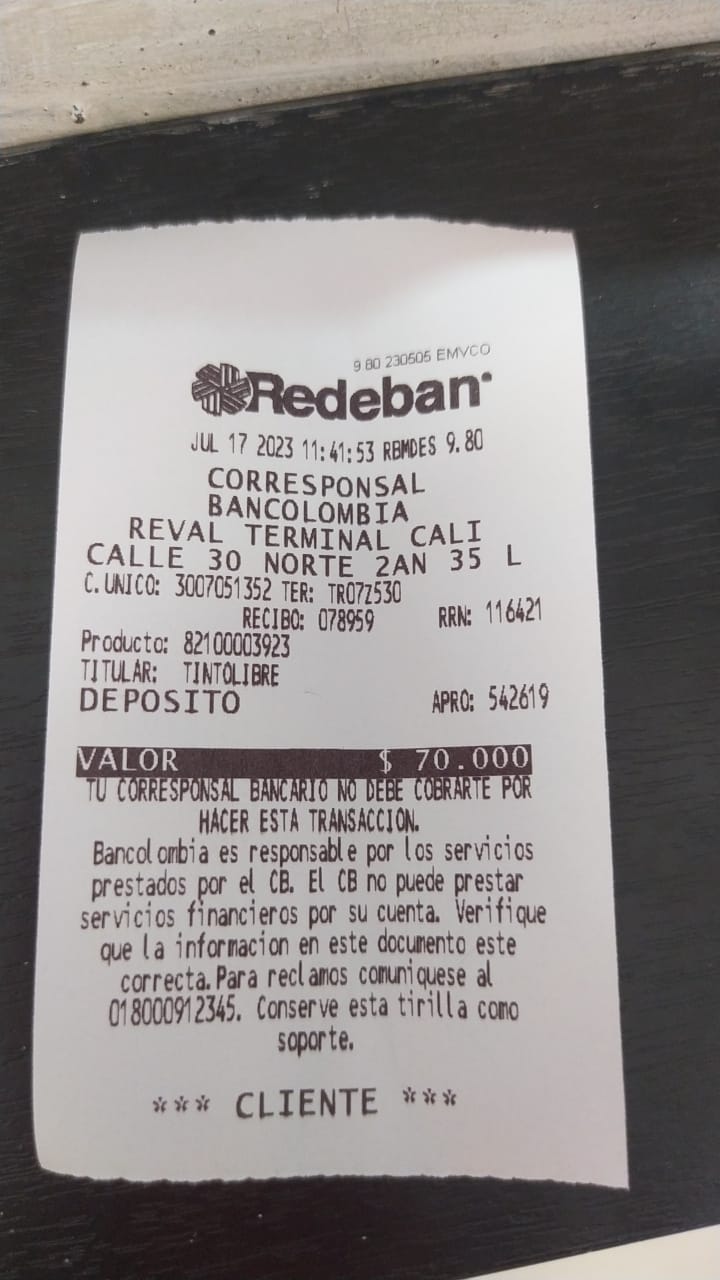 9.80 230505 EMVCO
Redeban
JUL 17 2023 11:41:53 RBMDES 9.80
CORRESPONSAL
BANCOLOMBIA
REVAL TERMINAL CALI
CALLE 30 NORTE 2AN 35 L
C.UNICO: 3007051352 TER: TR07Z530
RECIBO: 078959 RRN: 116421
Producto: 82100003923
TITULAR: TINTOLIBRE
DEPOSITO APRO: 542619
VALOR $ 70.000
TU CORRESPONSAL BANCARIO NO DEBE COBRARTE POR
HACER ESTA TRANSACCION.
Bancolombia es responsable por los servicios
prestados por el CB. El CB no puede prestar
servicios financieros por su cuenta. Verifique
que la informacion en este documento este
correcta. Para reclamos comuniquese al
018000912345. Conserve esta tirilla como
soporte.
*** CLIENTE ***